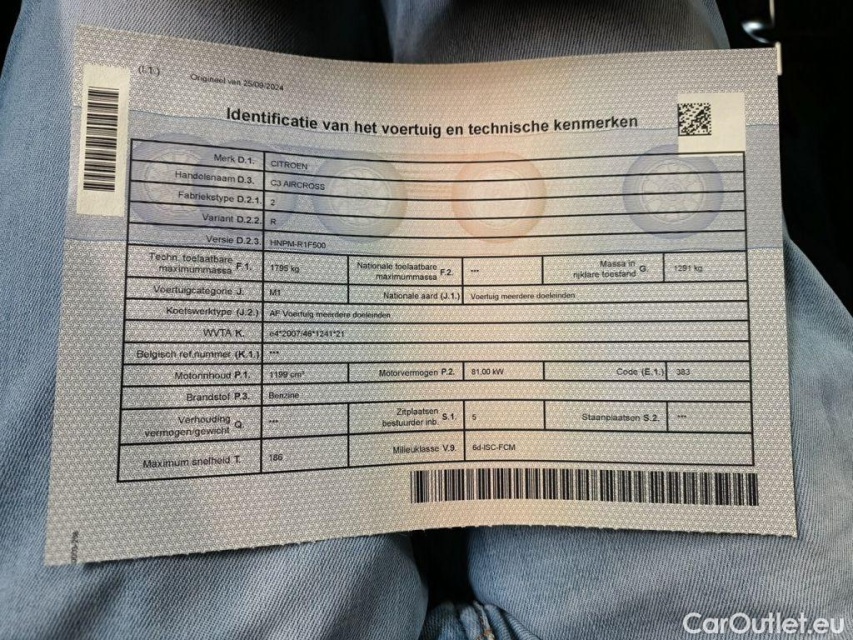 (I.1.) Origineel van 25/09/2024
Identificatie van het voertuig en technische kenmerken
Merk D.1. CITROEN
Handelsnaam D.3. C3 AIRCROSS
Fabriekstype D.2.1. 2
Variant D.2.2. R
Versie D.2.3. HNPM-R1F500
Techn. toelaatbare maximummassa F.1. 1795 kg Nationale toelaatbare maximummassa F.2. --- Massa in rijklare toestand G. 1291 kg
Voertuigcategorie J. M1 Nationale aard (J.1.) Voertuig meerdere doeleinden
Koetswerktype (J.2.) AF Voertuig meerdere doeleinden
WVTA K. e4*2007/46*1241*21
Belgisch ref.nummer (K.1.) ***
Motorinhoud P.1. 1199 cm³ Motorvermogen P.2. 81.00 kW Code (E.1.) 383
Brandstof P.3. Benzine
Verhouding vermogen/gewicht Q. --- Zitplaatsen bestuurder inb. S.1. 5 Staanplaatsen S.2. ---
Maximum snelheid T. 186 Milieuklasse V.9. 6d-ISC-FCM
CarOutlet.eu